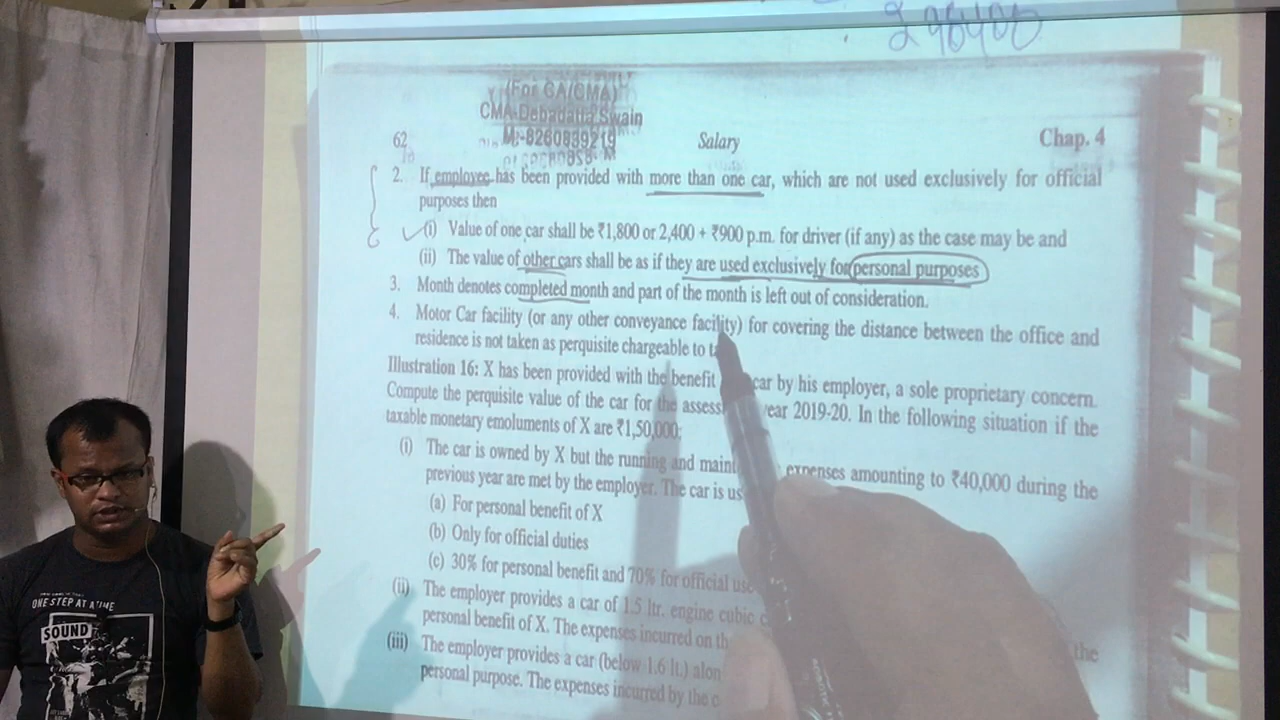 298400
(For CA/CMA)
CMA-Debadatta Swain
M:-8260839219
62 Salary Chap. 4
2. If employee has been provided with more than one car, which are not used exclusively for official
purposes then
(i) Value of one car shall be ₹1,800 or 2,400 + ₹900 p.m. for driver (if any) as the case may be and
(ii) The value of other cars shall be as if they are used exclusively for personal purposes
3. Month denotes completed month and part of the month is left out of consideration.
4. Motor Car facility (or any other conveyance facility) for covering the distance between the office and
residence is not taken as perquisite chargeable to
Illustration 16: X has been provided with the benefit car by his employer, a sole proprietary concern.
Compute the perquisite value of the car for the assess ear 2019-20. In the following situation if the
taxable monetary emoluments of X are ₹1,50,000:
(i) The car is owned by X but the running and maint expenses amounting to ₹40,000 during the
previous year are met by the employer. The car is us
(a) For personal benefit of X
(b) Only for official duties
(c) 30% for personal benefit and 70% for official use
(ii) The employer provides a car of 1.5 ltr. engine cubic c
personal benefit of X. The expenses incurred on th the
(iii) The employer provides a car (below 1.6 lt.) alon
personal purpose. The expenses incurred by the c
ONE STEP AT A TIME
SOUND